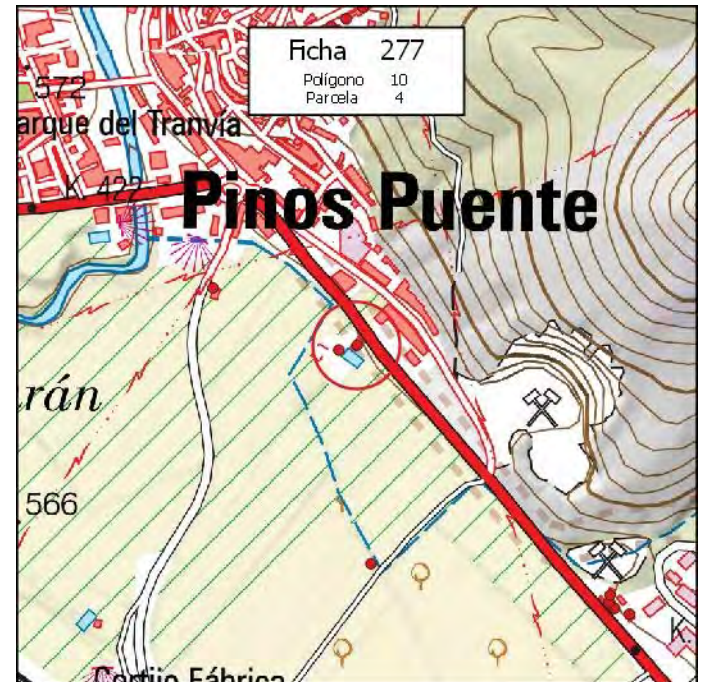 Ficha 277
Polígono 10
Parcela 4
572
arque del Tranvía
K. 422
Pinos Puente
rán
566
K.
Cortijo Fábrica